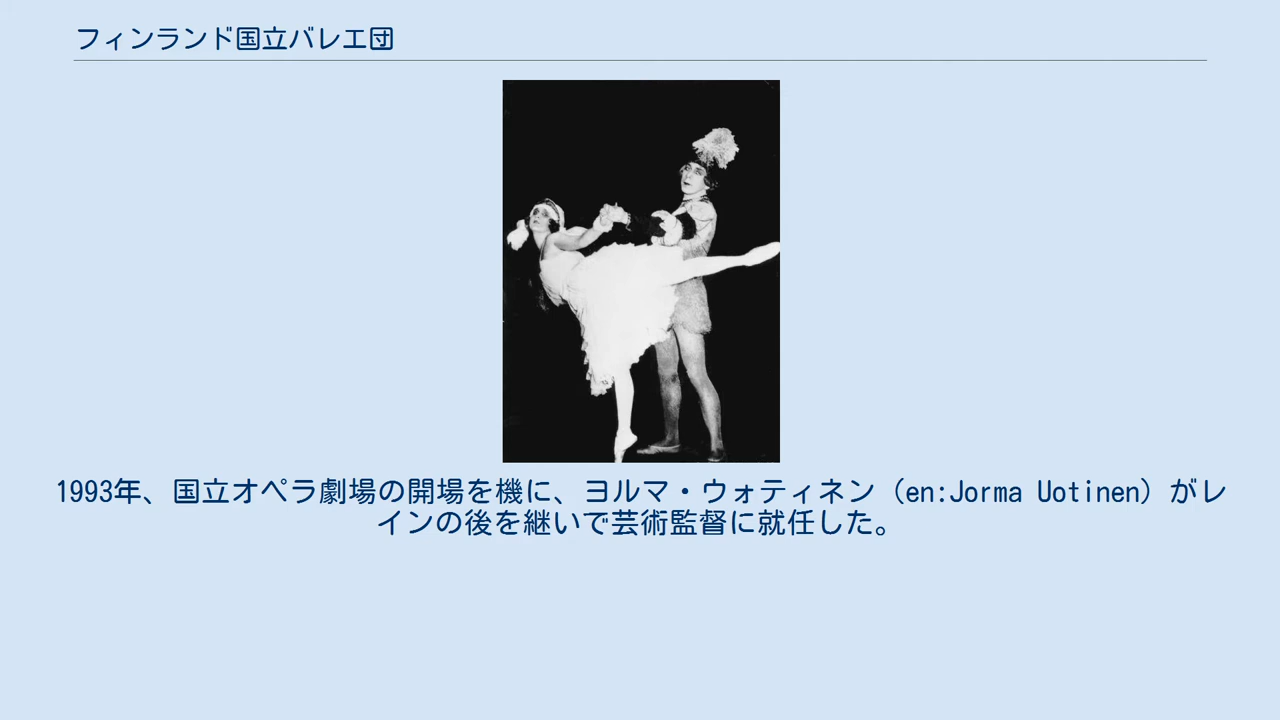 フィンランド国立バレエ団
1993年、国立オペラ劇場の開場を機に、ヨルマ・ウォティネン（en:Jorma Uotinen）がレ
インの後を継いで芸術監督に就任した。